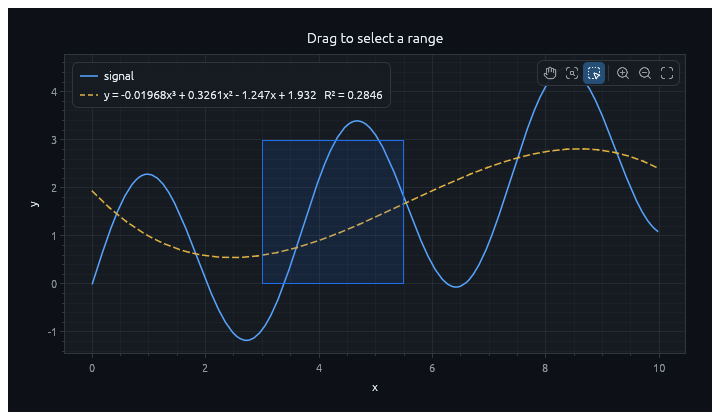 Drag to select a range
signal
y = -0.01968x³ + 0.3261x² - 1.247x + 1.932   R² = 0.2846
4
3
2
1
0
-1
y
0 2 4 6 8 10
x